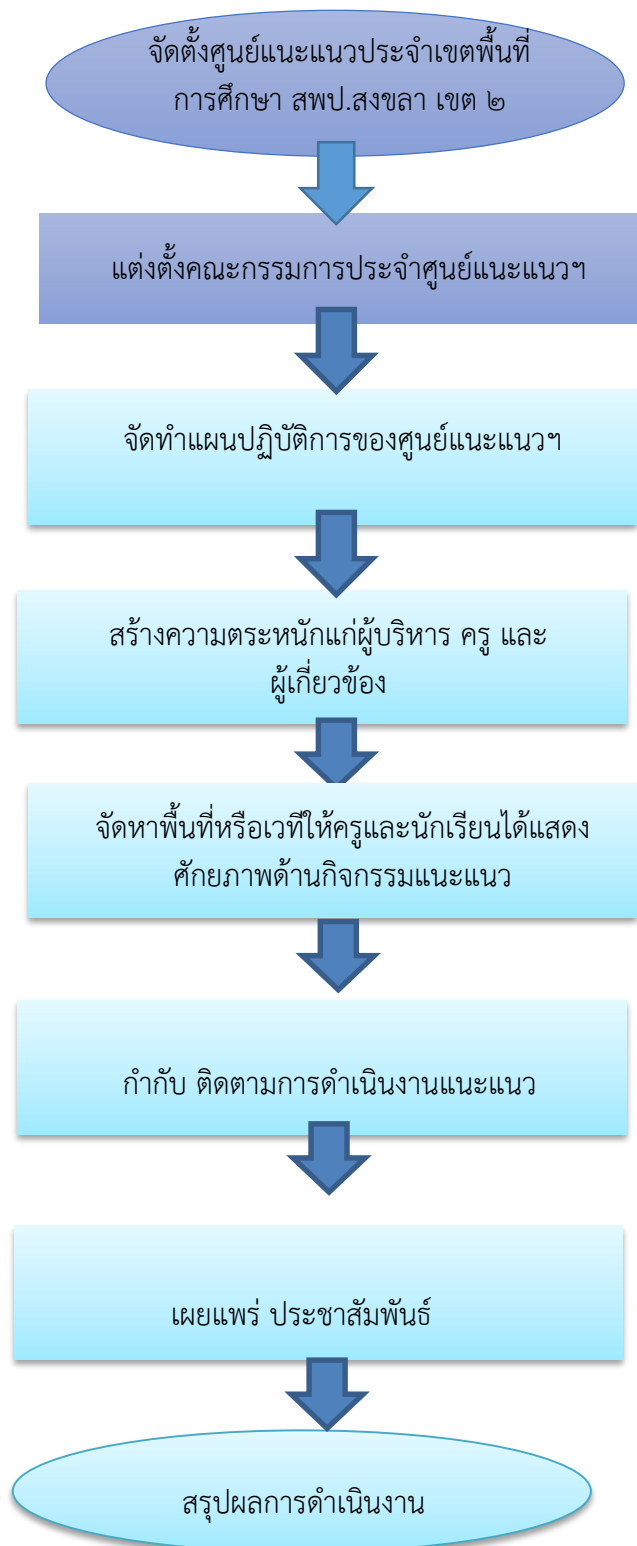 จัดตั้งศูนย์แนะแนวประจำเขตพื้นที่
การศึกษา สพป.สงขลา เขต ๒
แต่งตั้งคณะกรรมการประจำศูนย์แนะแนวฯ
จัดทำแผนปฏิบัติการของศูนย์แนะแนวฯ
สร้างความตระหนักแก่ผู้บริหาร ครู และ
ผู้เกี่ยวข้อง
จัดหาพื้นที่หรือเวทีให้ครูและนักเรียนได้แสดง
ศักยภาพด้านกิจกรรมแนะแนว
กำกับ ติดตามการดำเนินงานแนะแนว
เผยแพร่ ประชาสัมพันธ์
สรุปผลการดำเนินงาน